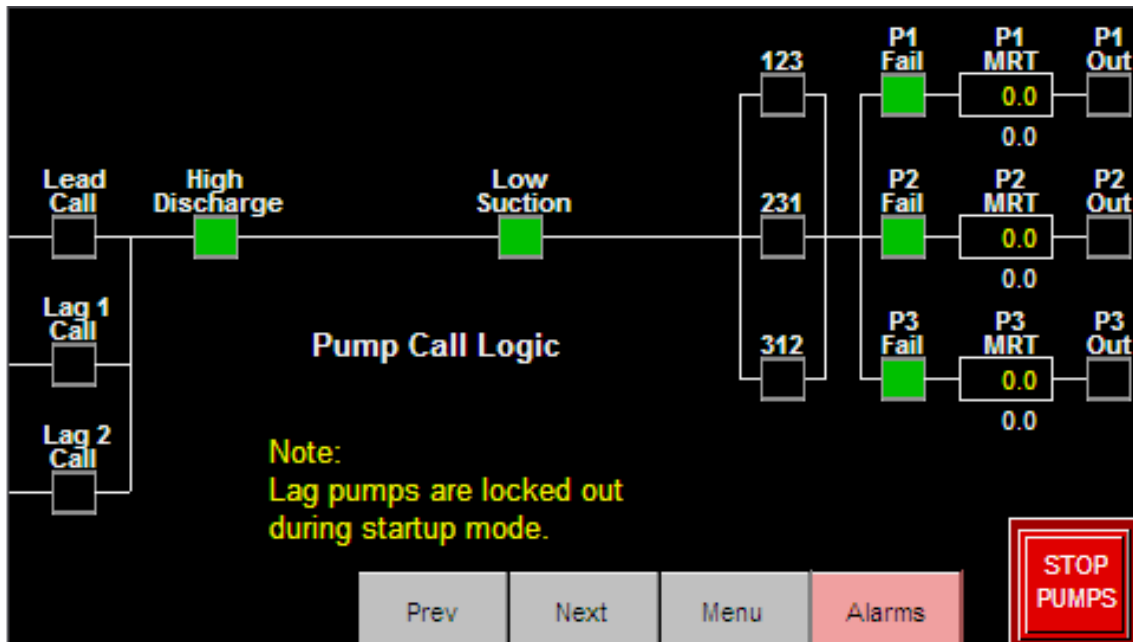 P1 P1 P1
123 Fail MRT Out
0.0
0.0
Lead High Low P2 P2 P2
Call Discharge Suction 231 Fail MRT Out
0.0
0.0
Lag 1 P3 P3 P3
Call Pump Call Logic 312 Fail MRT Out
0.0
0.0
Lag 2
Call
Note:
Lag pumps are locked out
during startup mode.
STOP
PUMPS
Prev Next Menu Alarms